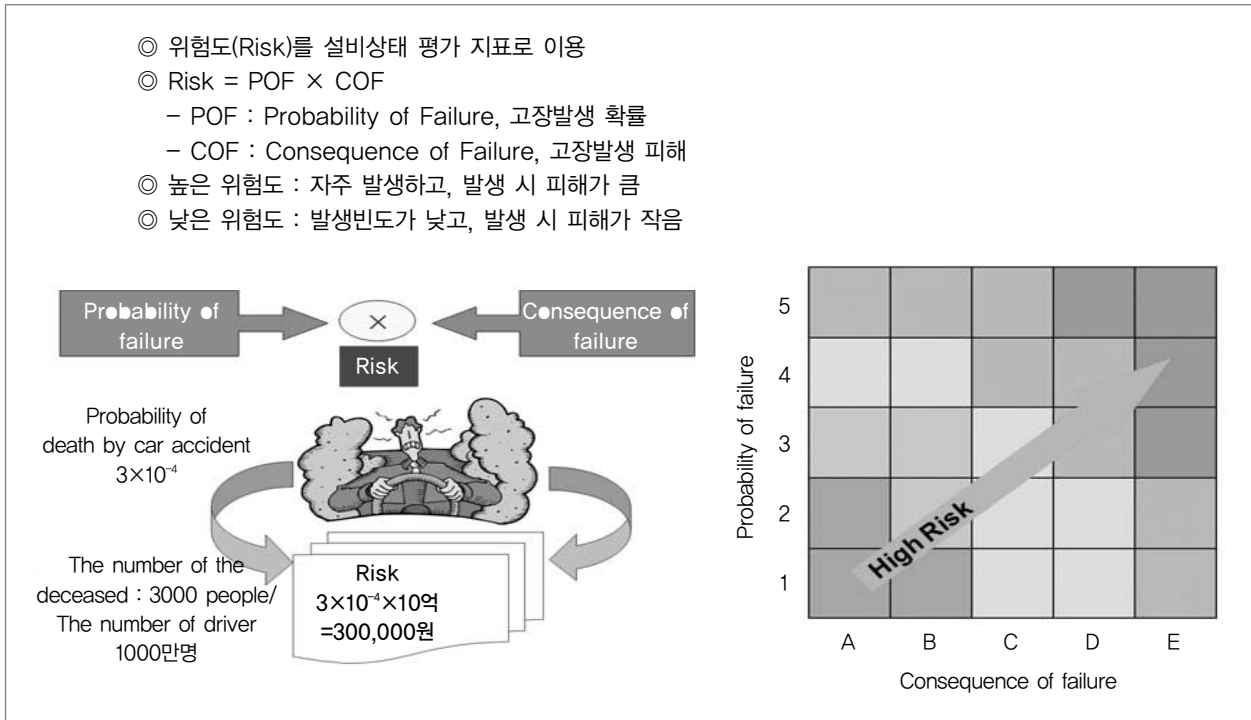 ◎ 위험도(Risk)를 설비상태 평가 지표로 이용
◎ Risk = POF × COF
– POF : Probability of Failure, 고장발생 확률
– COF : Consequence of Failure, 고장발생 피해
◎ 높은 위험도 : 자주 발생하고, 발생 시 피해가 큼
◎ 낮은 위험도 : 발생빈도가 낮고, 발생 시 피해가 작음
Probability of
failure
×
Risk
Consequence of
failure
Probability of
death by car accident
3×10⁻⁴
The number of the
deceased : 3000 people/
The number of driver
1000만명
Risk
3×10⁻⁴×10억
=300,000원
Probability of failure
5
4
3
2
1
High Risk
A B C D E
Consequence of failure